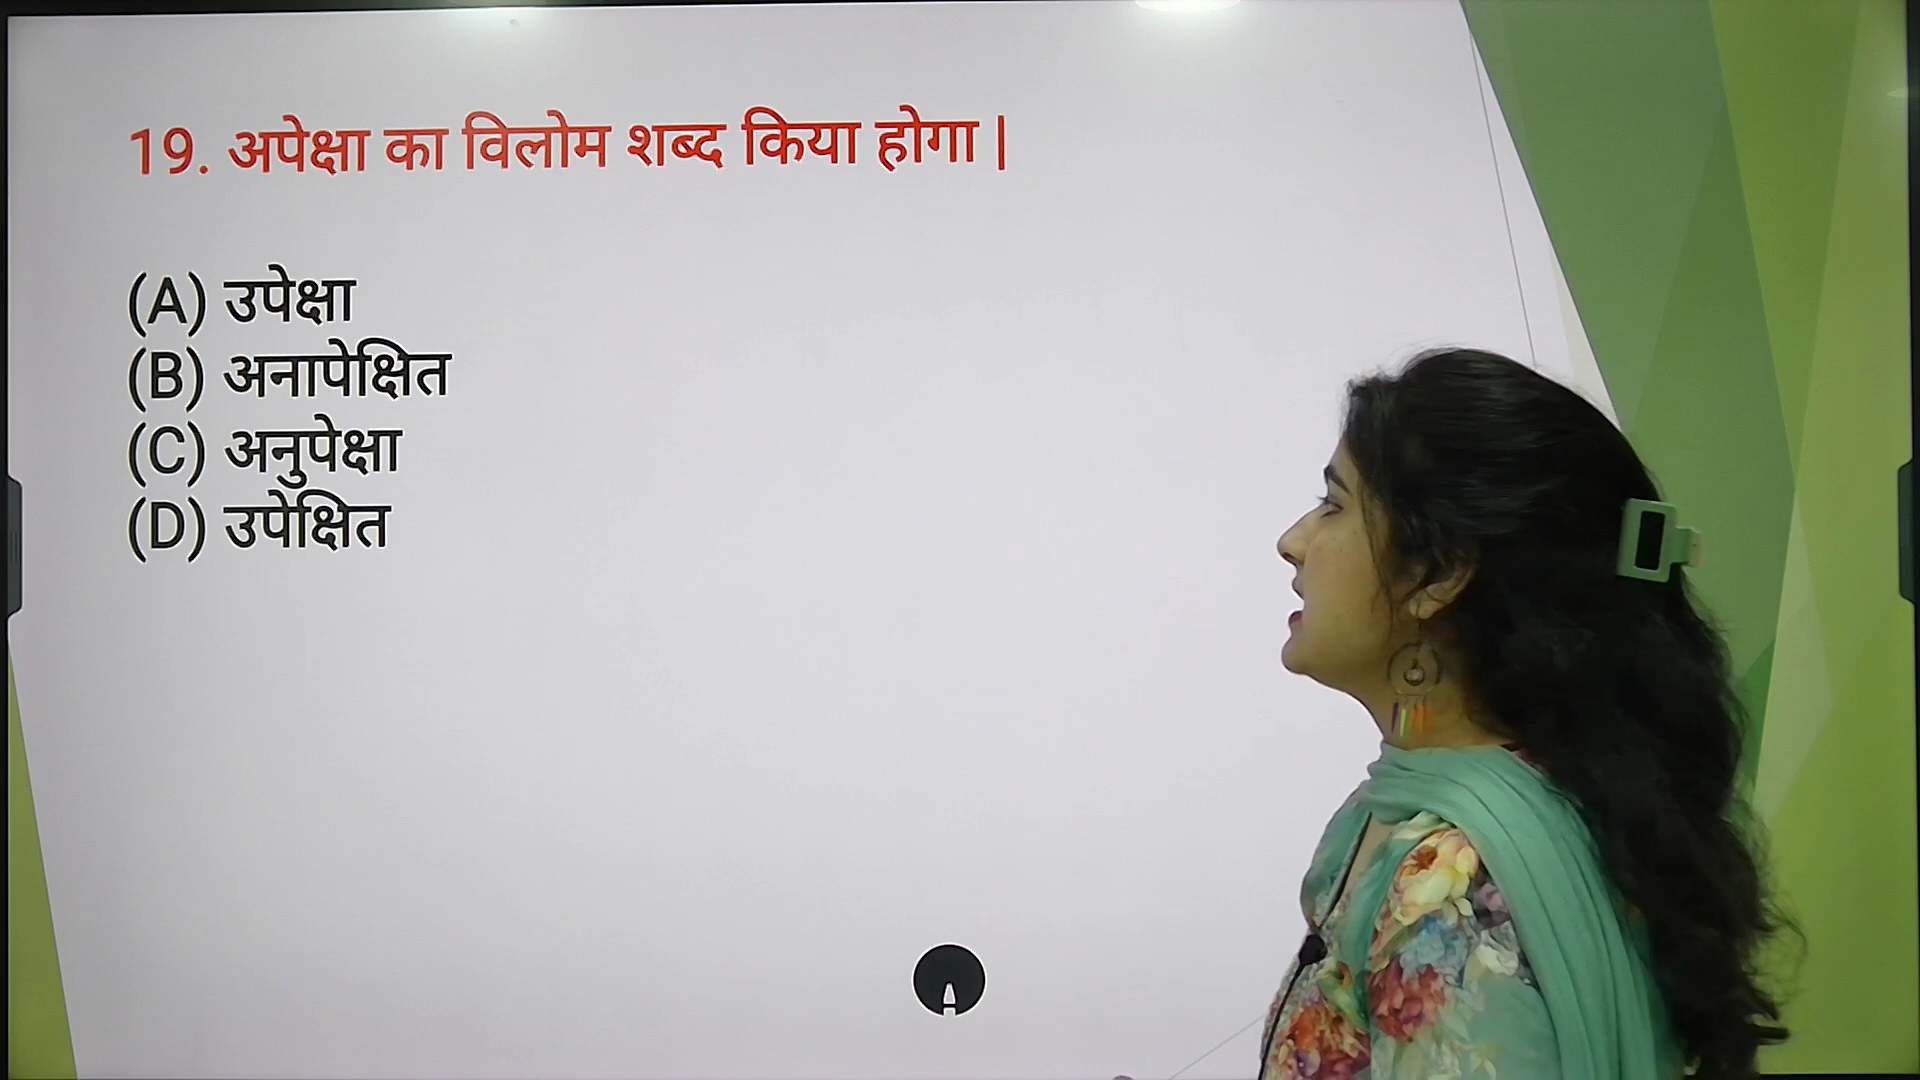 19. अपेक्षा का विलोम शब्द किया होगा |
(A) उपेक्षा
(B) अनापेक्षित
(C) अनुपेक्षा
(D) उपेक्षित